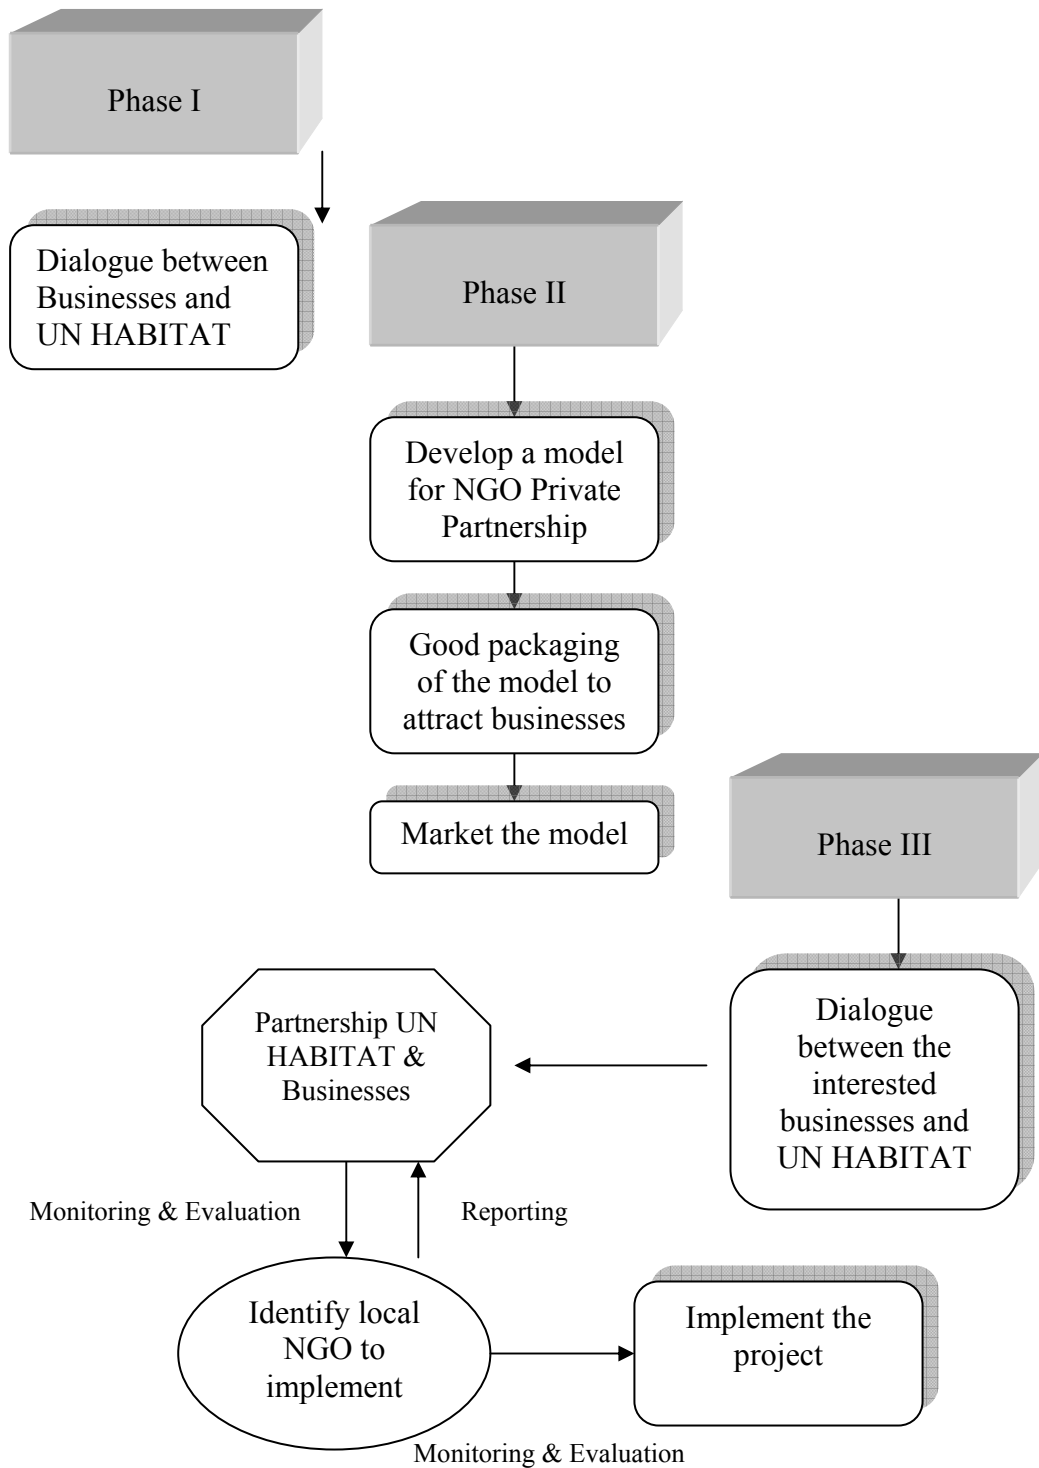 Phase I
Dialogue between
Businesses and
UN HABITAT
Phase II
Develop a model
for NGO Private
Partnership
Good packaging
of the model to
attract businesses
Market the model
Phase III
Dialogue
between the
interested
businesses and
UN HABITAT
Partnership UN
HABITAT &
Businesses
Monitoring & Evaluation
Reporting
Identify local
NGO to
implement
Implement the
project
Monitoring & Evaluation